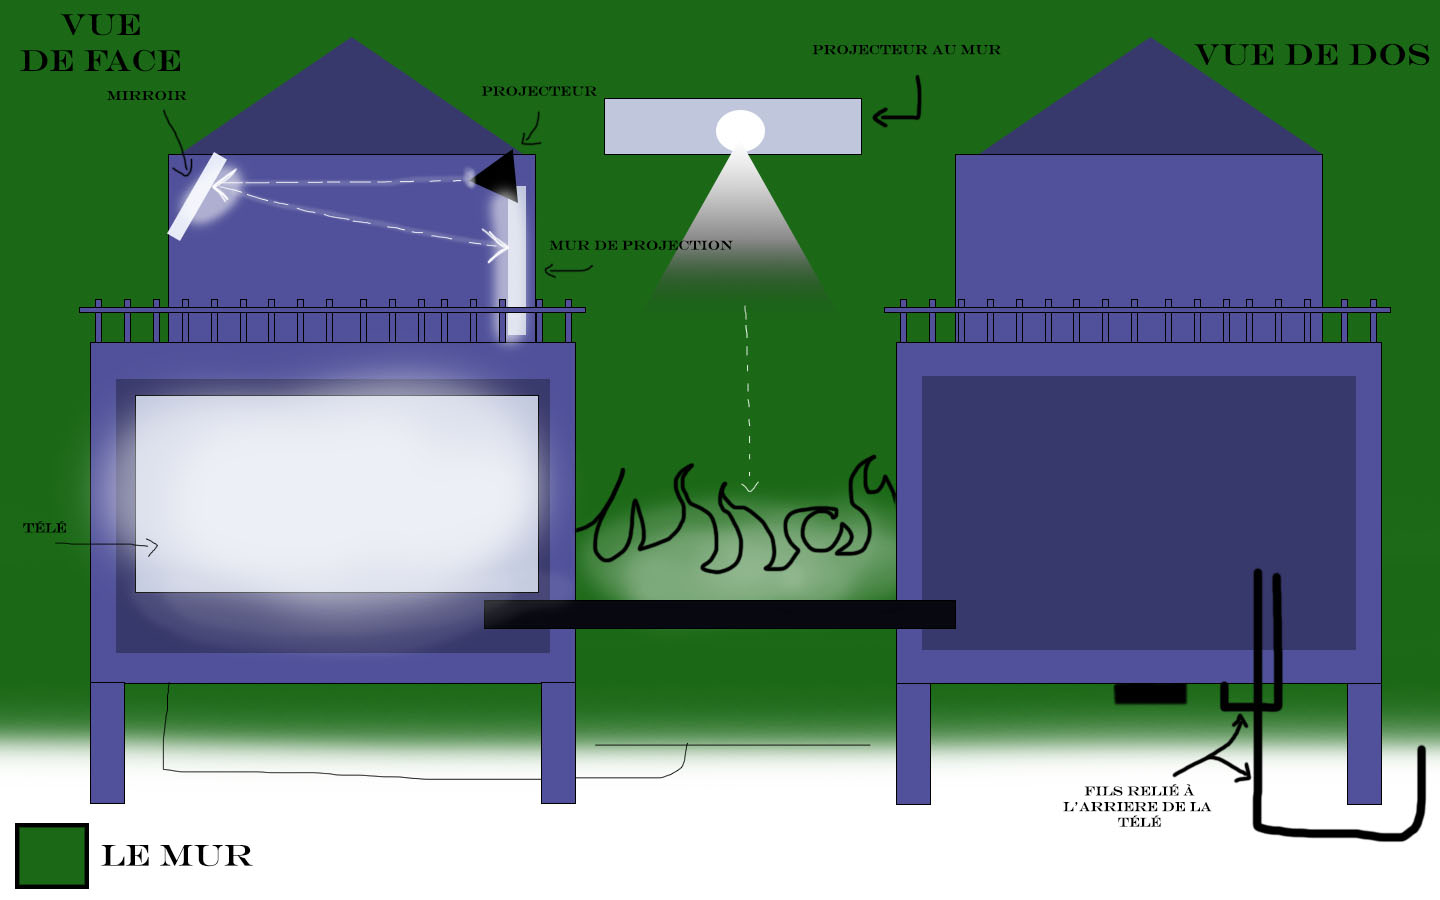 VUE
DE FACE
MIRROIR
PROJECTEUR
PROJECTEUR AU MUR
VUE DE DOS
MUR DE PROJECTION
TÉLÉ
FILS RELIÉ À
L'ARRIERE DE LA
TÉLÉ
LE MUR